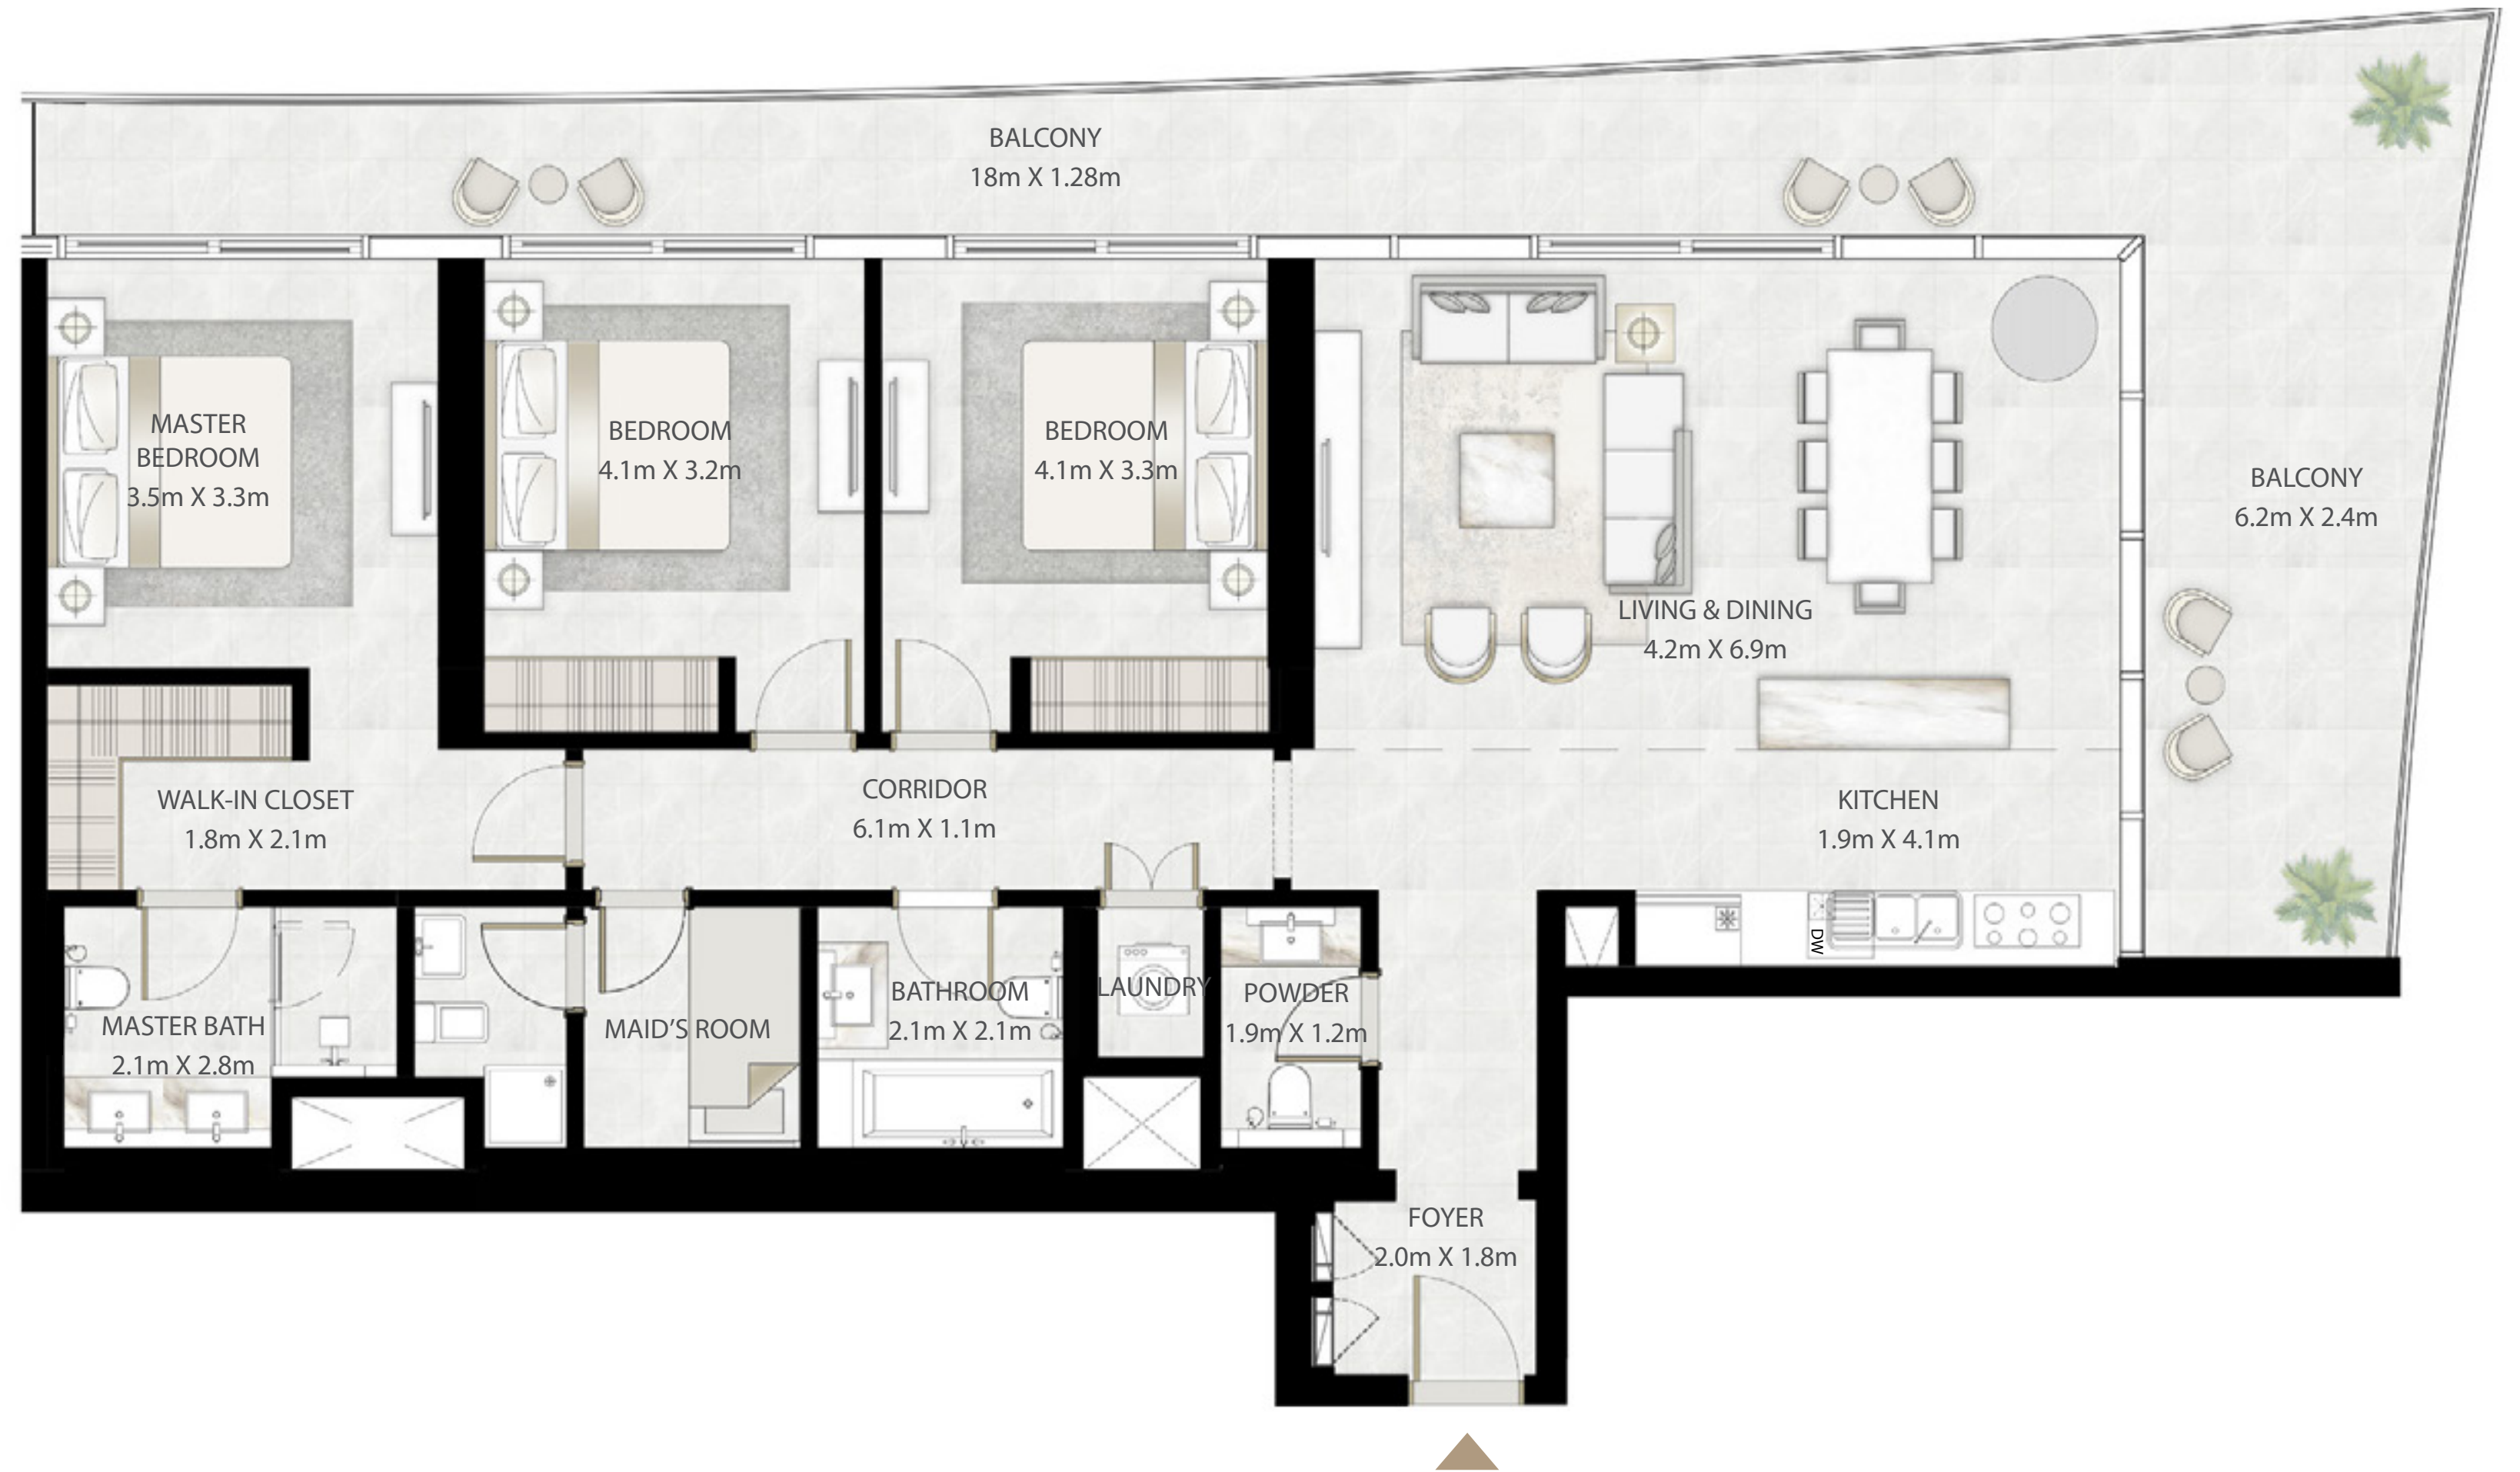 BALCONY
18m X 1.28m
MASTER
BEDROOM
3.5m X 3.3m
BEDROOM
4.1m X 3.2m
BEDROOM
4.1m X 3.3m
BALCONY
6.2m X 2.4m
LIVING & DINING
4.2m X 6.9m
WALK-IN CLOSET
1.8m X 2.1m
CORRIDOR
6.1m X 1.1m
KITCHEN
1.9m X 4.1m
DW
MASTER BATH
2.1m X 2.8m
MAID’S ROOM
BATHROOM
2.1m X 2.1m
LAUNDRY
POWDER
1.9m X 1.2m
FOYER
2.0m X 1.8m